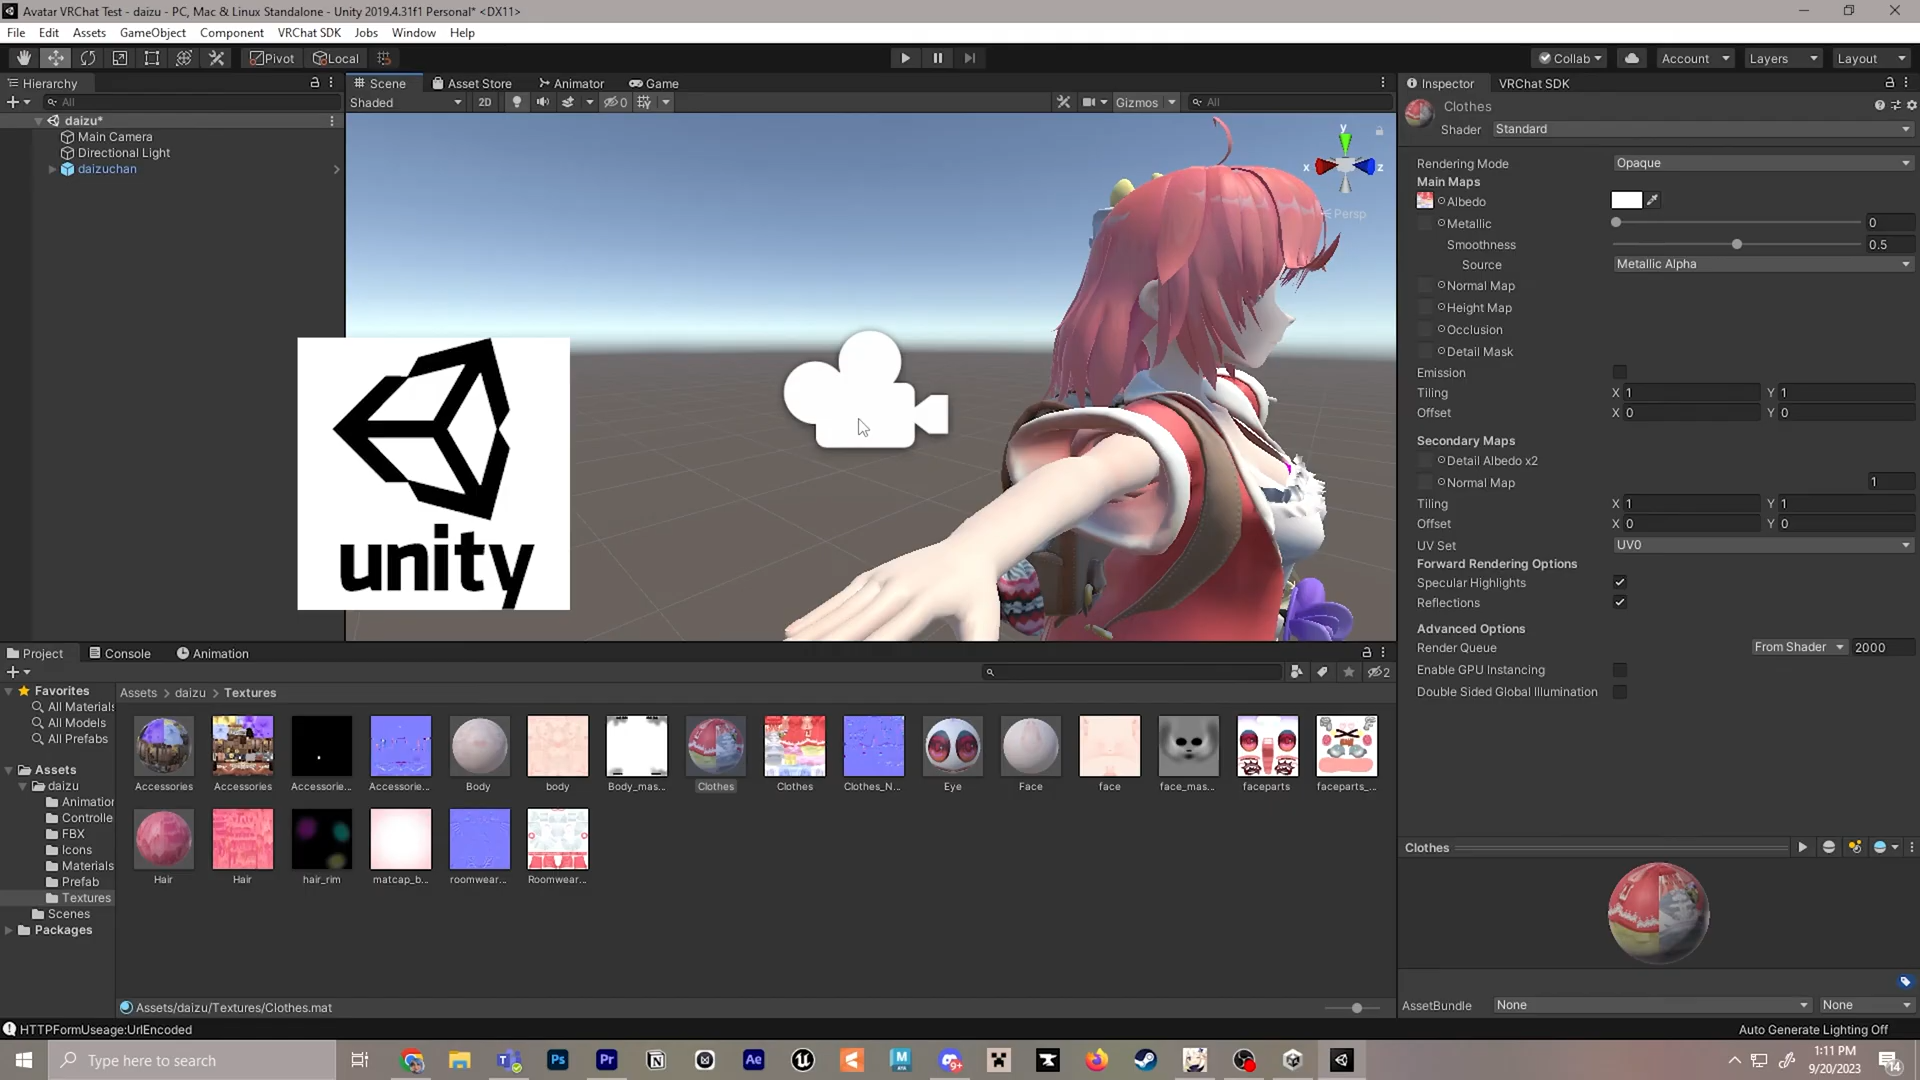 Avatar VRChat Test - daizu - PC, Mac & Linux Standalone - Unity 2019.4.31f1 Personal* <DX11>
File Edit Assets GameObject Component VRChat SDK Jobs Window Help
Pivot Local Collab Account Layers Layout
Hierarchy
All
daizu*
Main Camera
Directional Light
daizuchan
Scene Asset Store Animator Game
Shaded 2D 0 Gizmos All
y
x z
Persp
unity
Inspector VRChat SDK
Clothes
Shader Standard
Rendering Mode Opaque
Main Maps
Albedo
Metallic 0
Smoothness 0.5
Source Metallic Alpha
Normal Map
Height Map
Occlusion
Detail Mask
Emission
Tiling X 1 Y 1
Offset X 0 Y 0
Secondary Maps
Detail Albedo x2
Normal Map 1
Tiling X 1 Y 1
Offset X 0 Y 0
UV Set UV0
Forward Rendering Options
Specular Highlights
Reflections
Advanced Options
Render Queue From Shader 2000
Enable GPU Instancing
Double Sided Global Illumination
Clothes
AssetBundle None None
Project Console Animation
2
Favorites
All Materials
All Models
All Prefabs
Assets
daizu
Animation
Controlle
FBX
Icons
Materials
Prefab
Textures
Scenes
Packages
Assets > daizu > Textures
Accessories Accessories Accessorie... Accessorie... Body body Body_mas... Clothes Clothes Clothes_N... Eye Face face face_mas... faceparts faceparts_...
Hair Hair hair_rim matcap_b... roomwear... Roomwear...
Assets/daizu/Textures/Clothes.mat
HTTPFormUseage:UrlEncoded
Auto Generate Lighting Off
Type here to search
Ps Pr Ae 9+
1:11 PM
9/20/2023
14